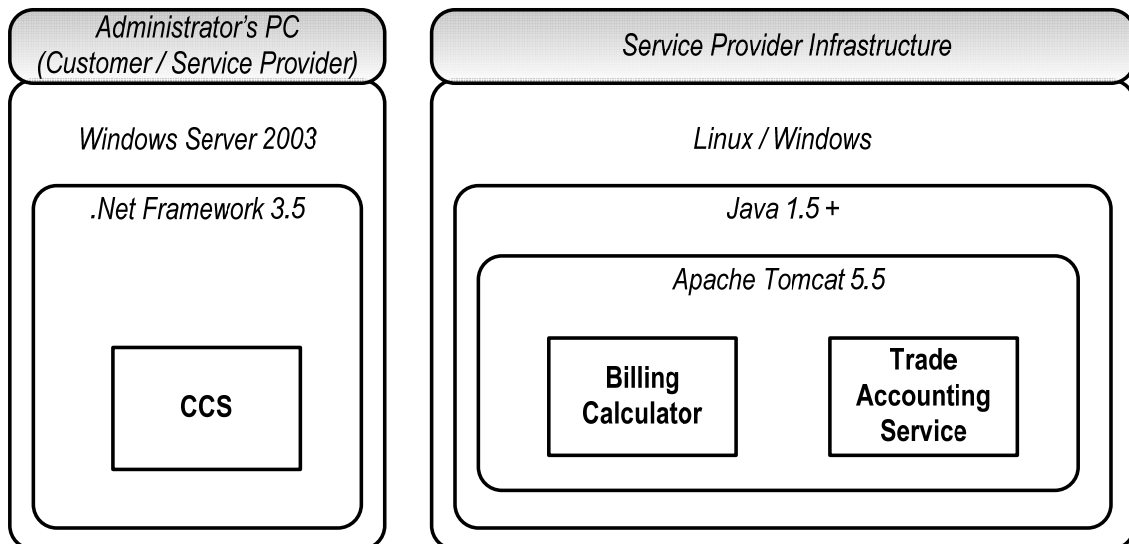 Administrator's PC
(Customer / Service Provider)
Windows Server 2003
.Net Framework 3.5
CCS
Service Provider Infrastructure
Linux / Windows
Java 1.5 +
Apache Tomcat 5.5
Billing
Calculator
Trade
Accounting
Service